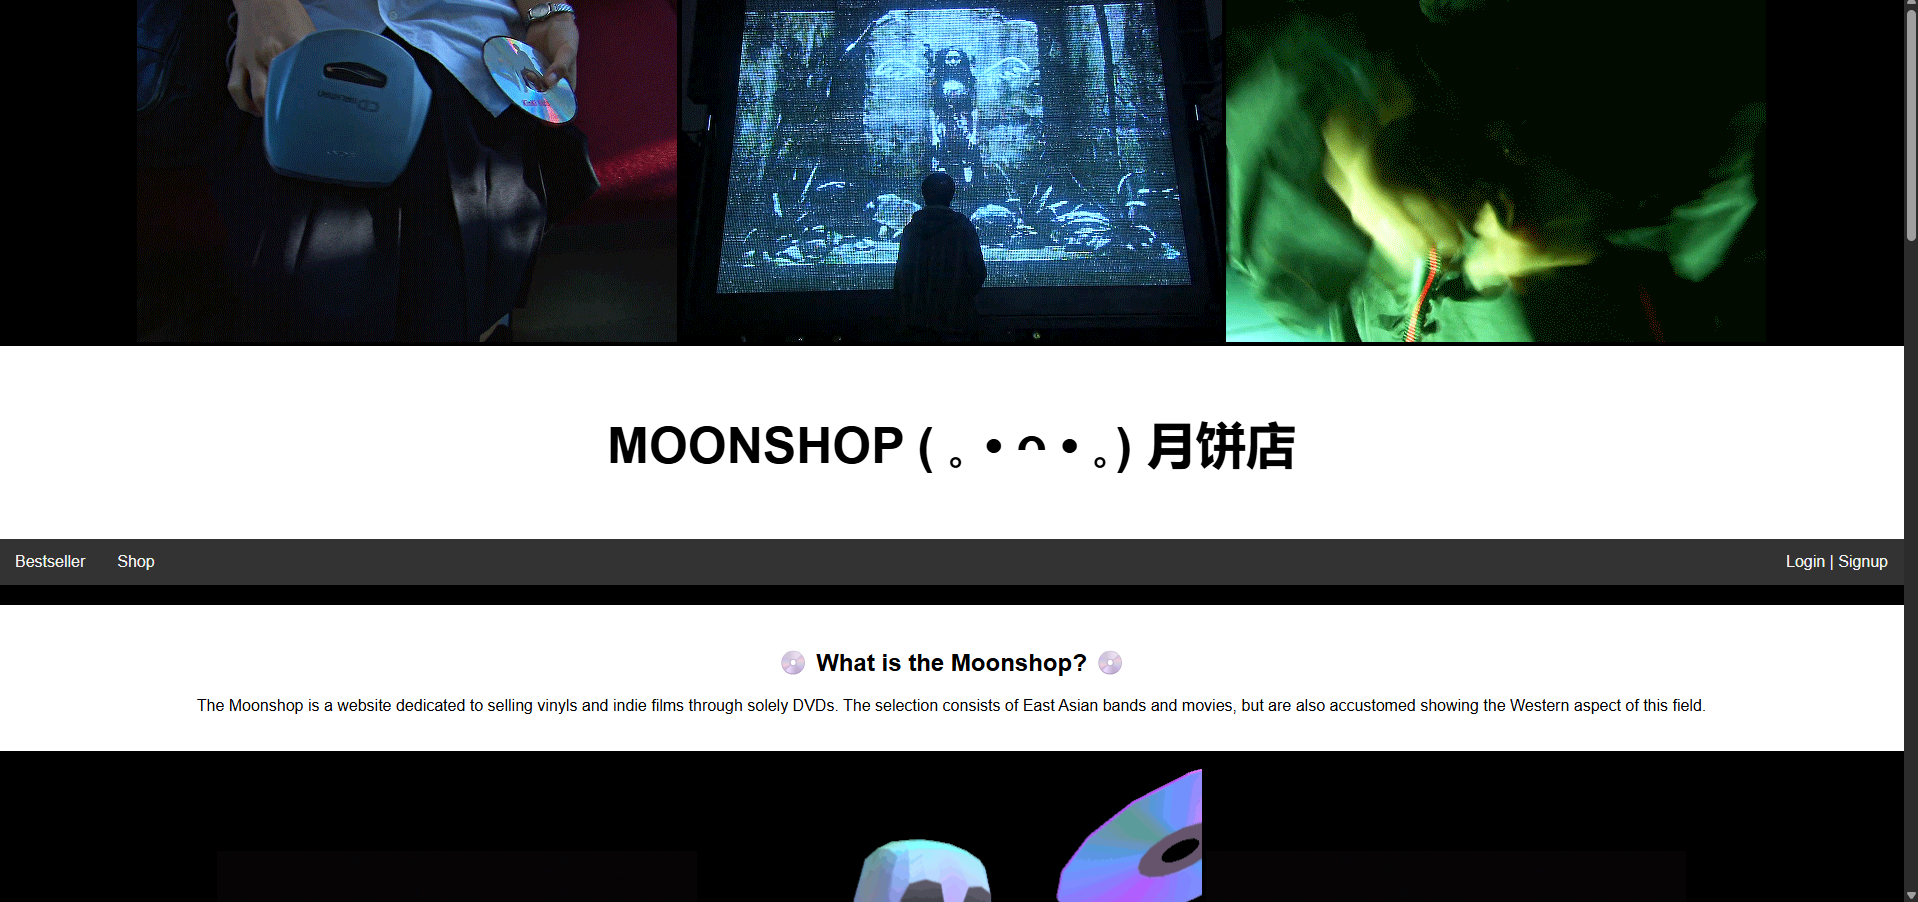 MOONSHOP ( 。• ᴖ • 。) 月饼店
Bestseller Shop Login | Signup
What is the Moonshop?
The Moonshop is a website dedicated to selling vinyls and indie films through solely DVDs. The selection consists of East Asian bands and movies, but are also accustomed showing the Western aspect of this field.